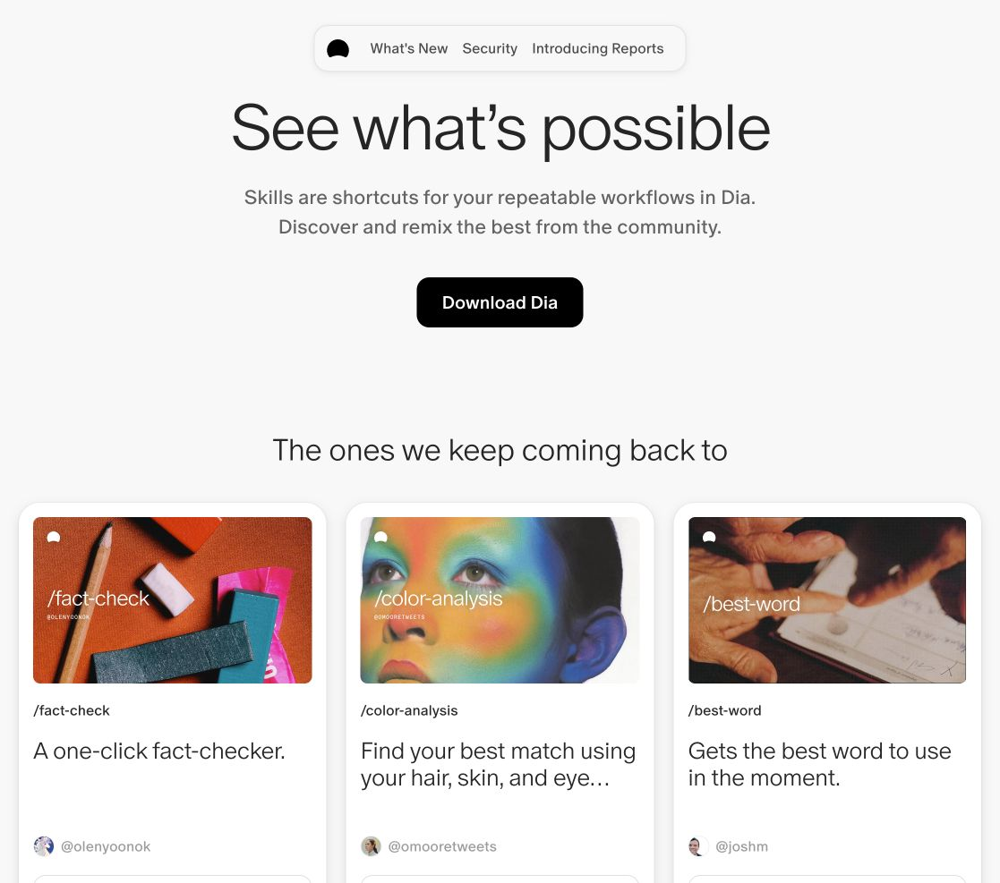 What's New Security Introducing Reports
See what’s possible
Skills are shortcuts for your repeatable workflows in Dia.
Discover and remix the best from the community.
Download Dia
The ones we keep coming back to
/fact-check
@OLENYOONOK
/color-analysis
@OMOORETWEETS
/best-word
/fact-check
A one-click fact-checker.
@olenyoonok
/color-analysis
Find your best match using
your hair, skin, and eye…
@omooretweets
/best-word
Gets the best word to use
in the moment.
@joshm